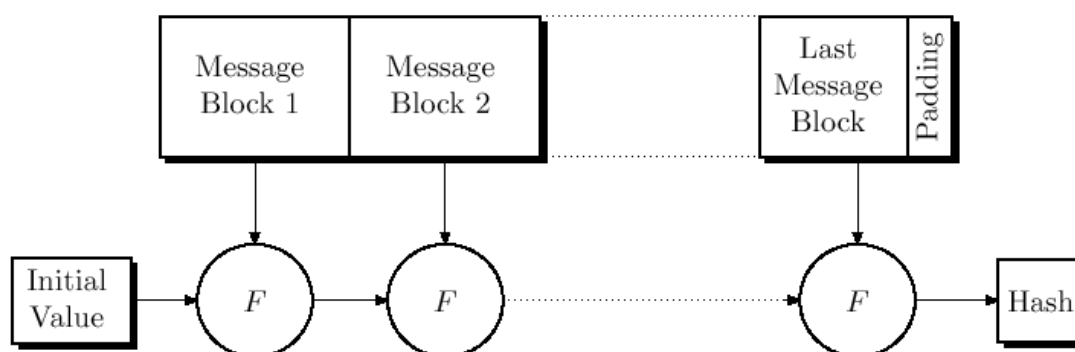 Message
Block 1
Message
Block 2
Last
Message
Block
Padding
Initial
Value
F
F
F
Hash